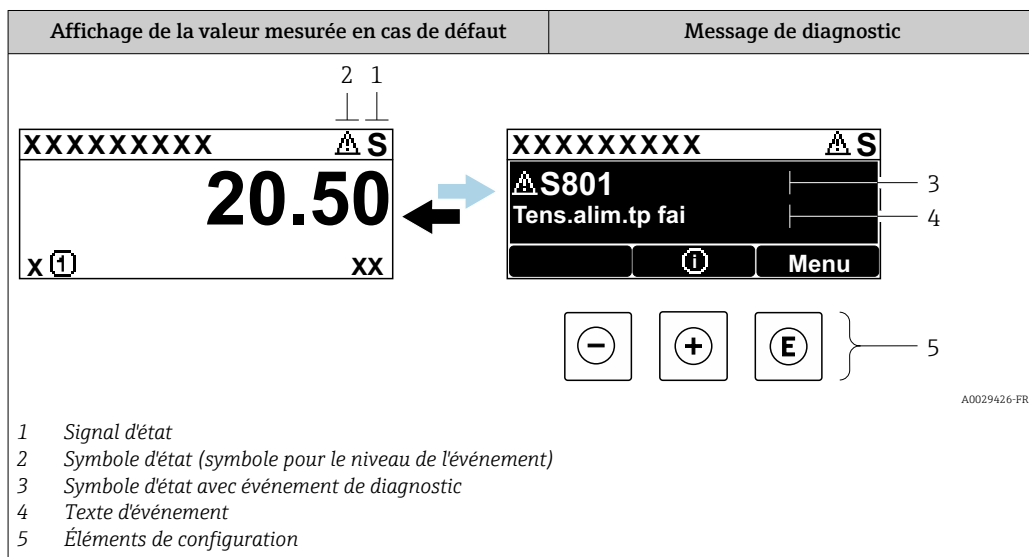 Affichage de la valeur mesurée en cas de défaut
Message de diagnostic
2 1
XXXXXXXXX S
20.50
X 1 XX
XXXXXXXXX S
S801
3
Tens.alim.tp fai
4
i Menu
- + E
5
A0029426-FR
1 Signal d'état
2 Symbole d'état (symbole pour le niveau de l'événement)
3 Symbole d'état avec événement de diagnostic
4 Texte d'événement
5 Éléments de configuration